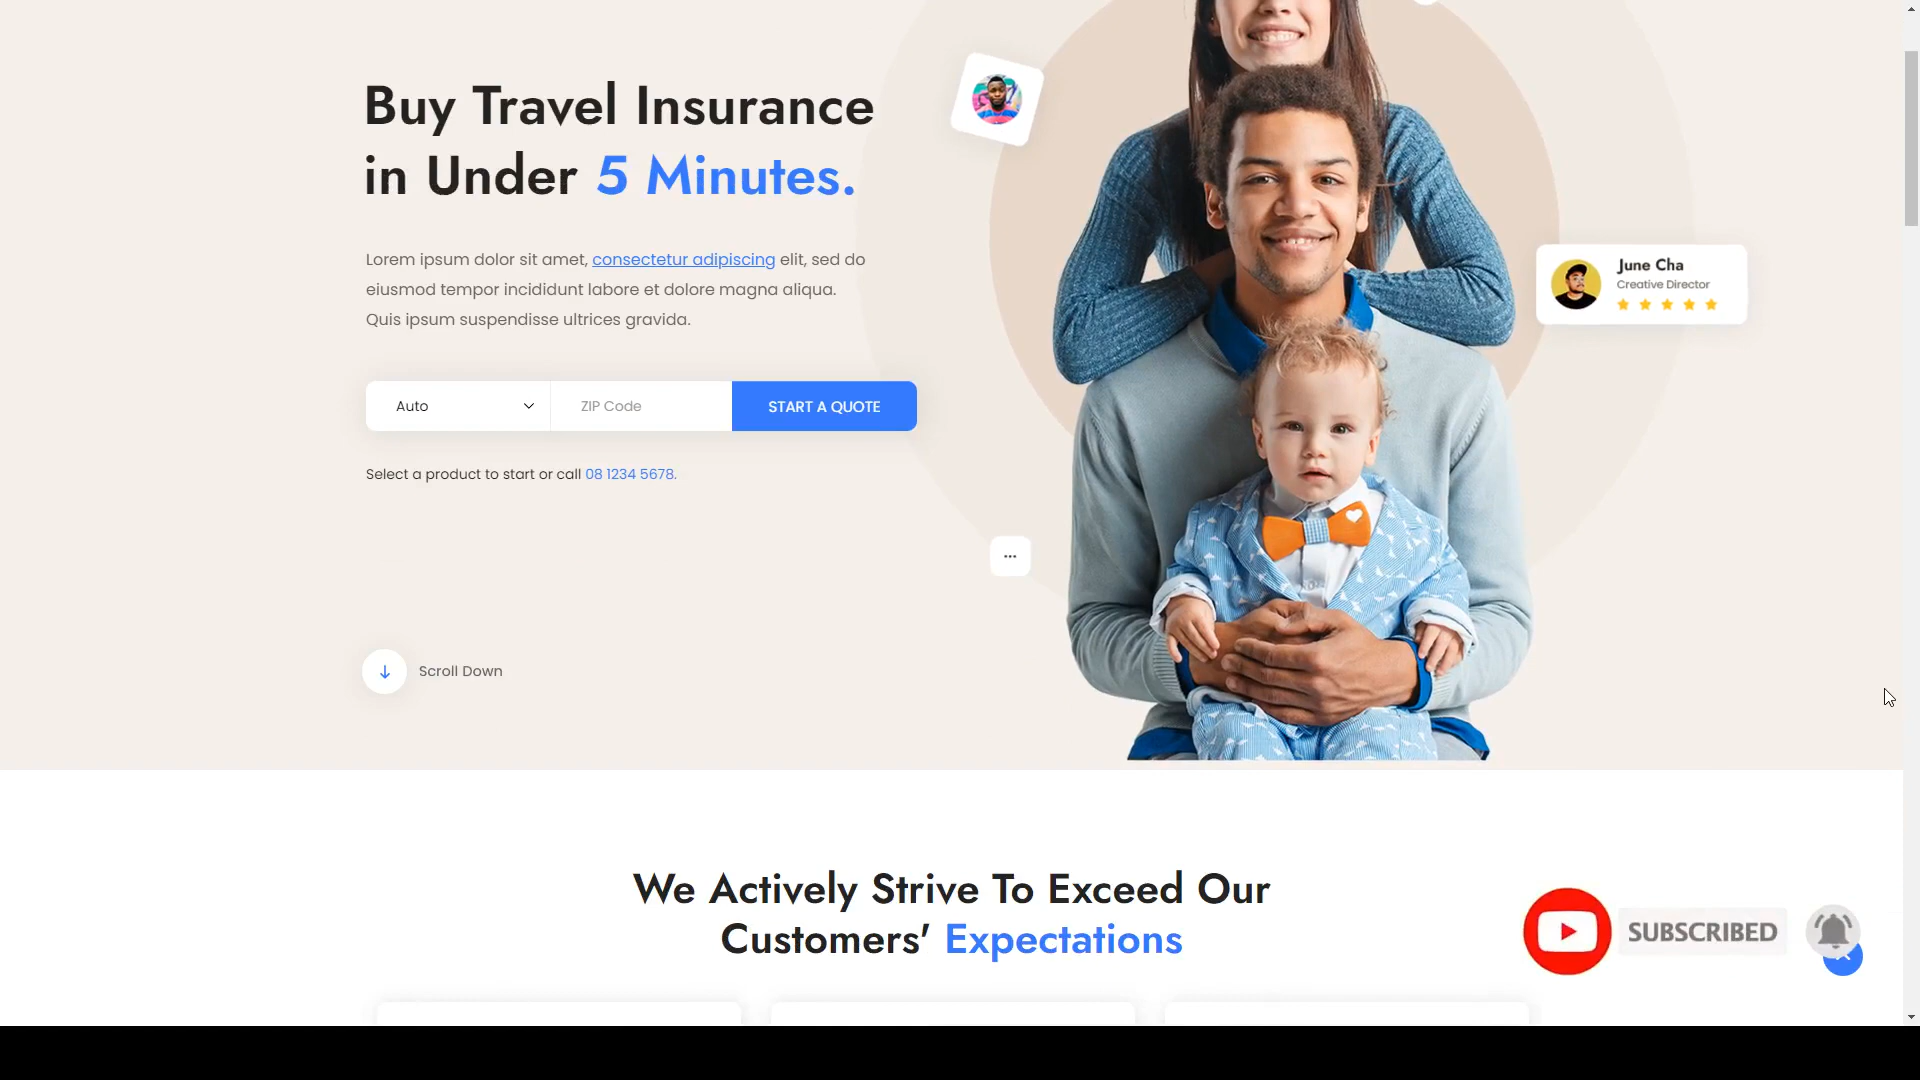 Buy Travel Insurance
in Under 5 Minutes.
Lorem ipsum dolor sit amet, consectetur adipiscing elit, sed do
eiusmod tempor incididunt labore et dolore magna aliqua.
Quis ipsum suspendisse ultrices gravida.
Auto
ZIP Code
START A QUOTE
Select a product to start or call 08 1234 5678.
June Cha
Creative Director
Scroll Down
We Actively Strive To Exceed Our
Customers' Expectations
SUBSCRIBED